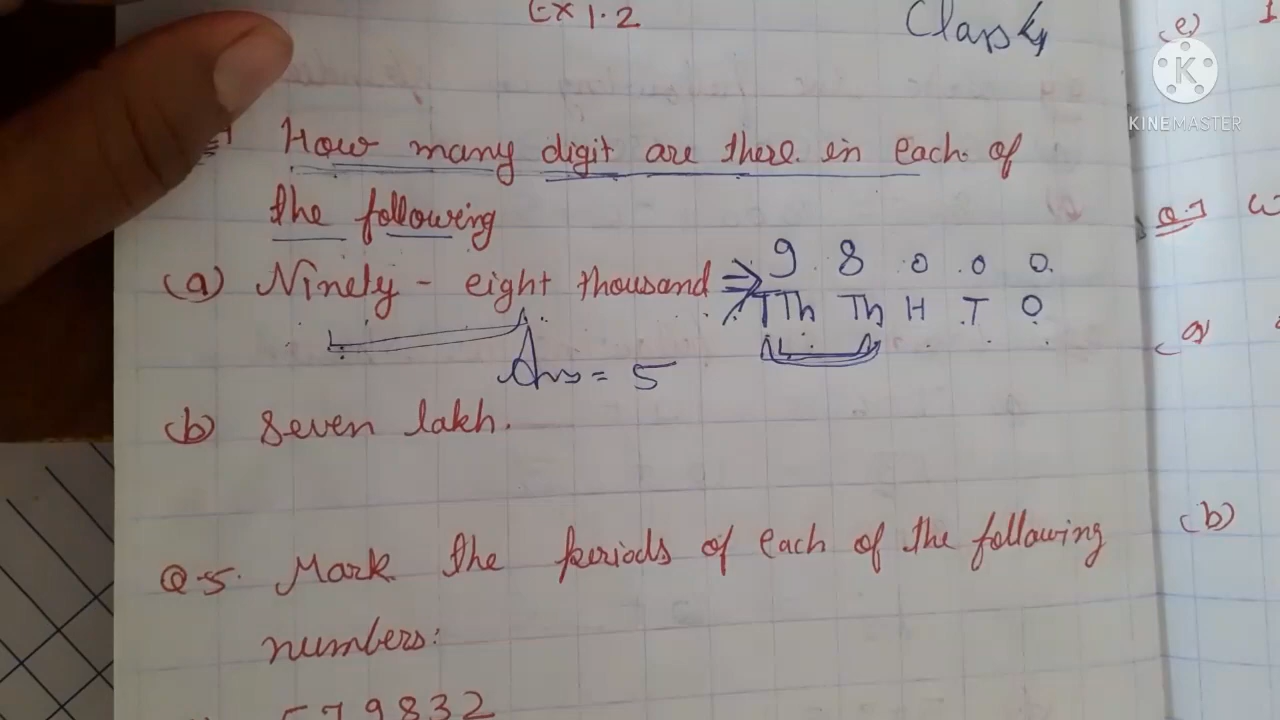 Ex 1.2
Class 4
How many digit are there in each of
the following
(a) Ninety - eight thousand ⇒ 9 8 0 0 0
TTh Th H T O
Ans = 5
(b) Seven lakh.
Q.5. Mark the periods of each of the following
numbers:
579832
(e)
KINEMASTER
Q.7
(a)
(b)